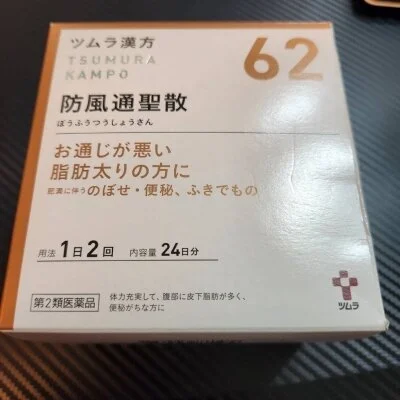 ツムラ漢方
TSUMURA
KAMPO
62
防風通聖散
ぼうふうつうしょうさん
お通じが悪い
脂肪太りの方に
肥満に伴うのぼせ・便秘、ふきでもの
用法 1日2回 内容量 24日分
第2類医薬品
体力充実して、腹部に皮下脂肪が多く、
便秘がちな方に
ツムラ